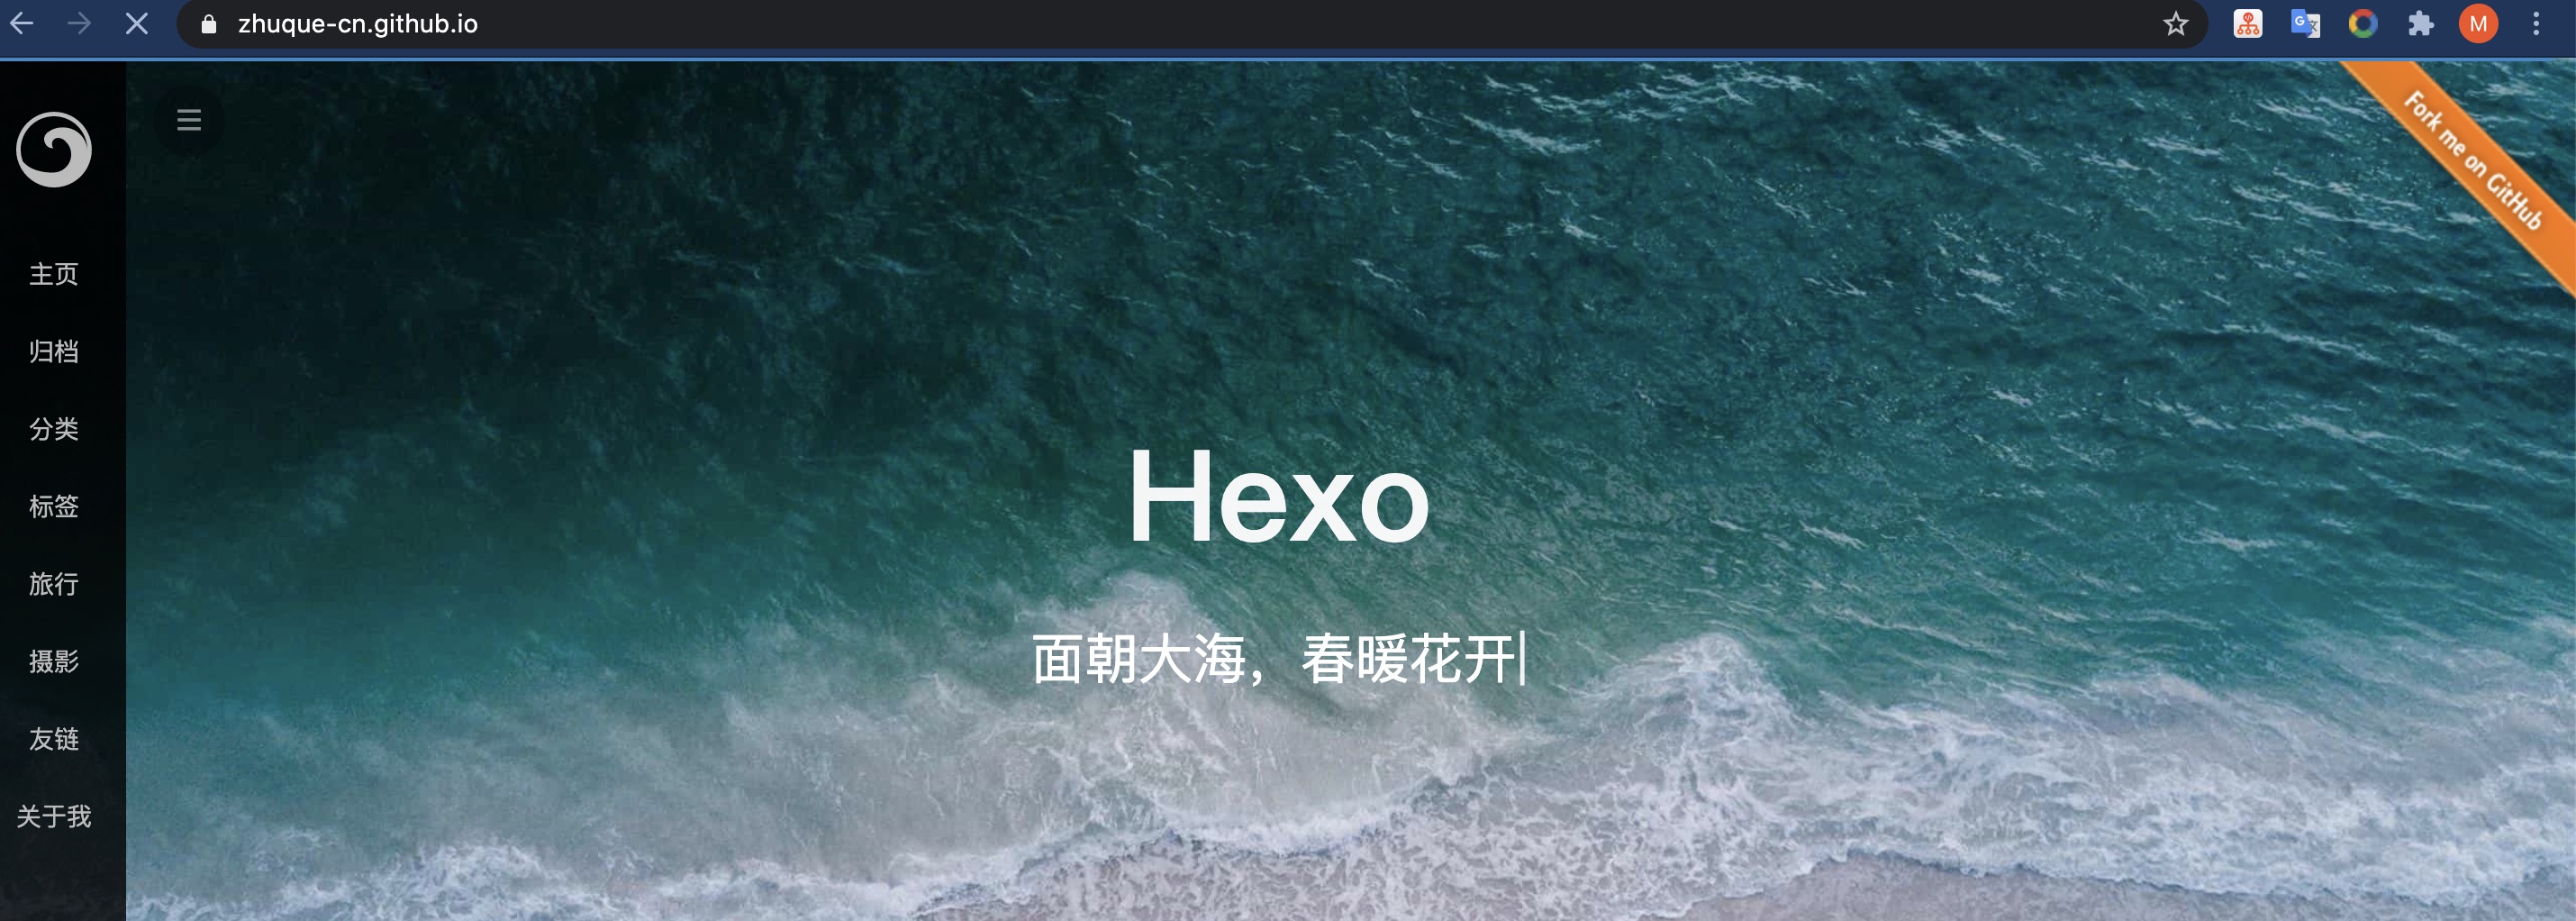 zhuque-cn.github.io
M
Fork me on GitHub
主页
归档
分类
标签
旅行
摄影
友链
关于我
Hexo
面朝大海，春暖花开